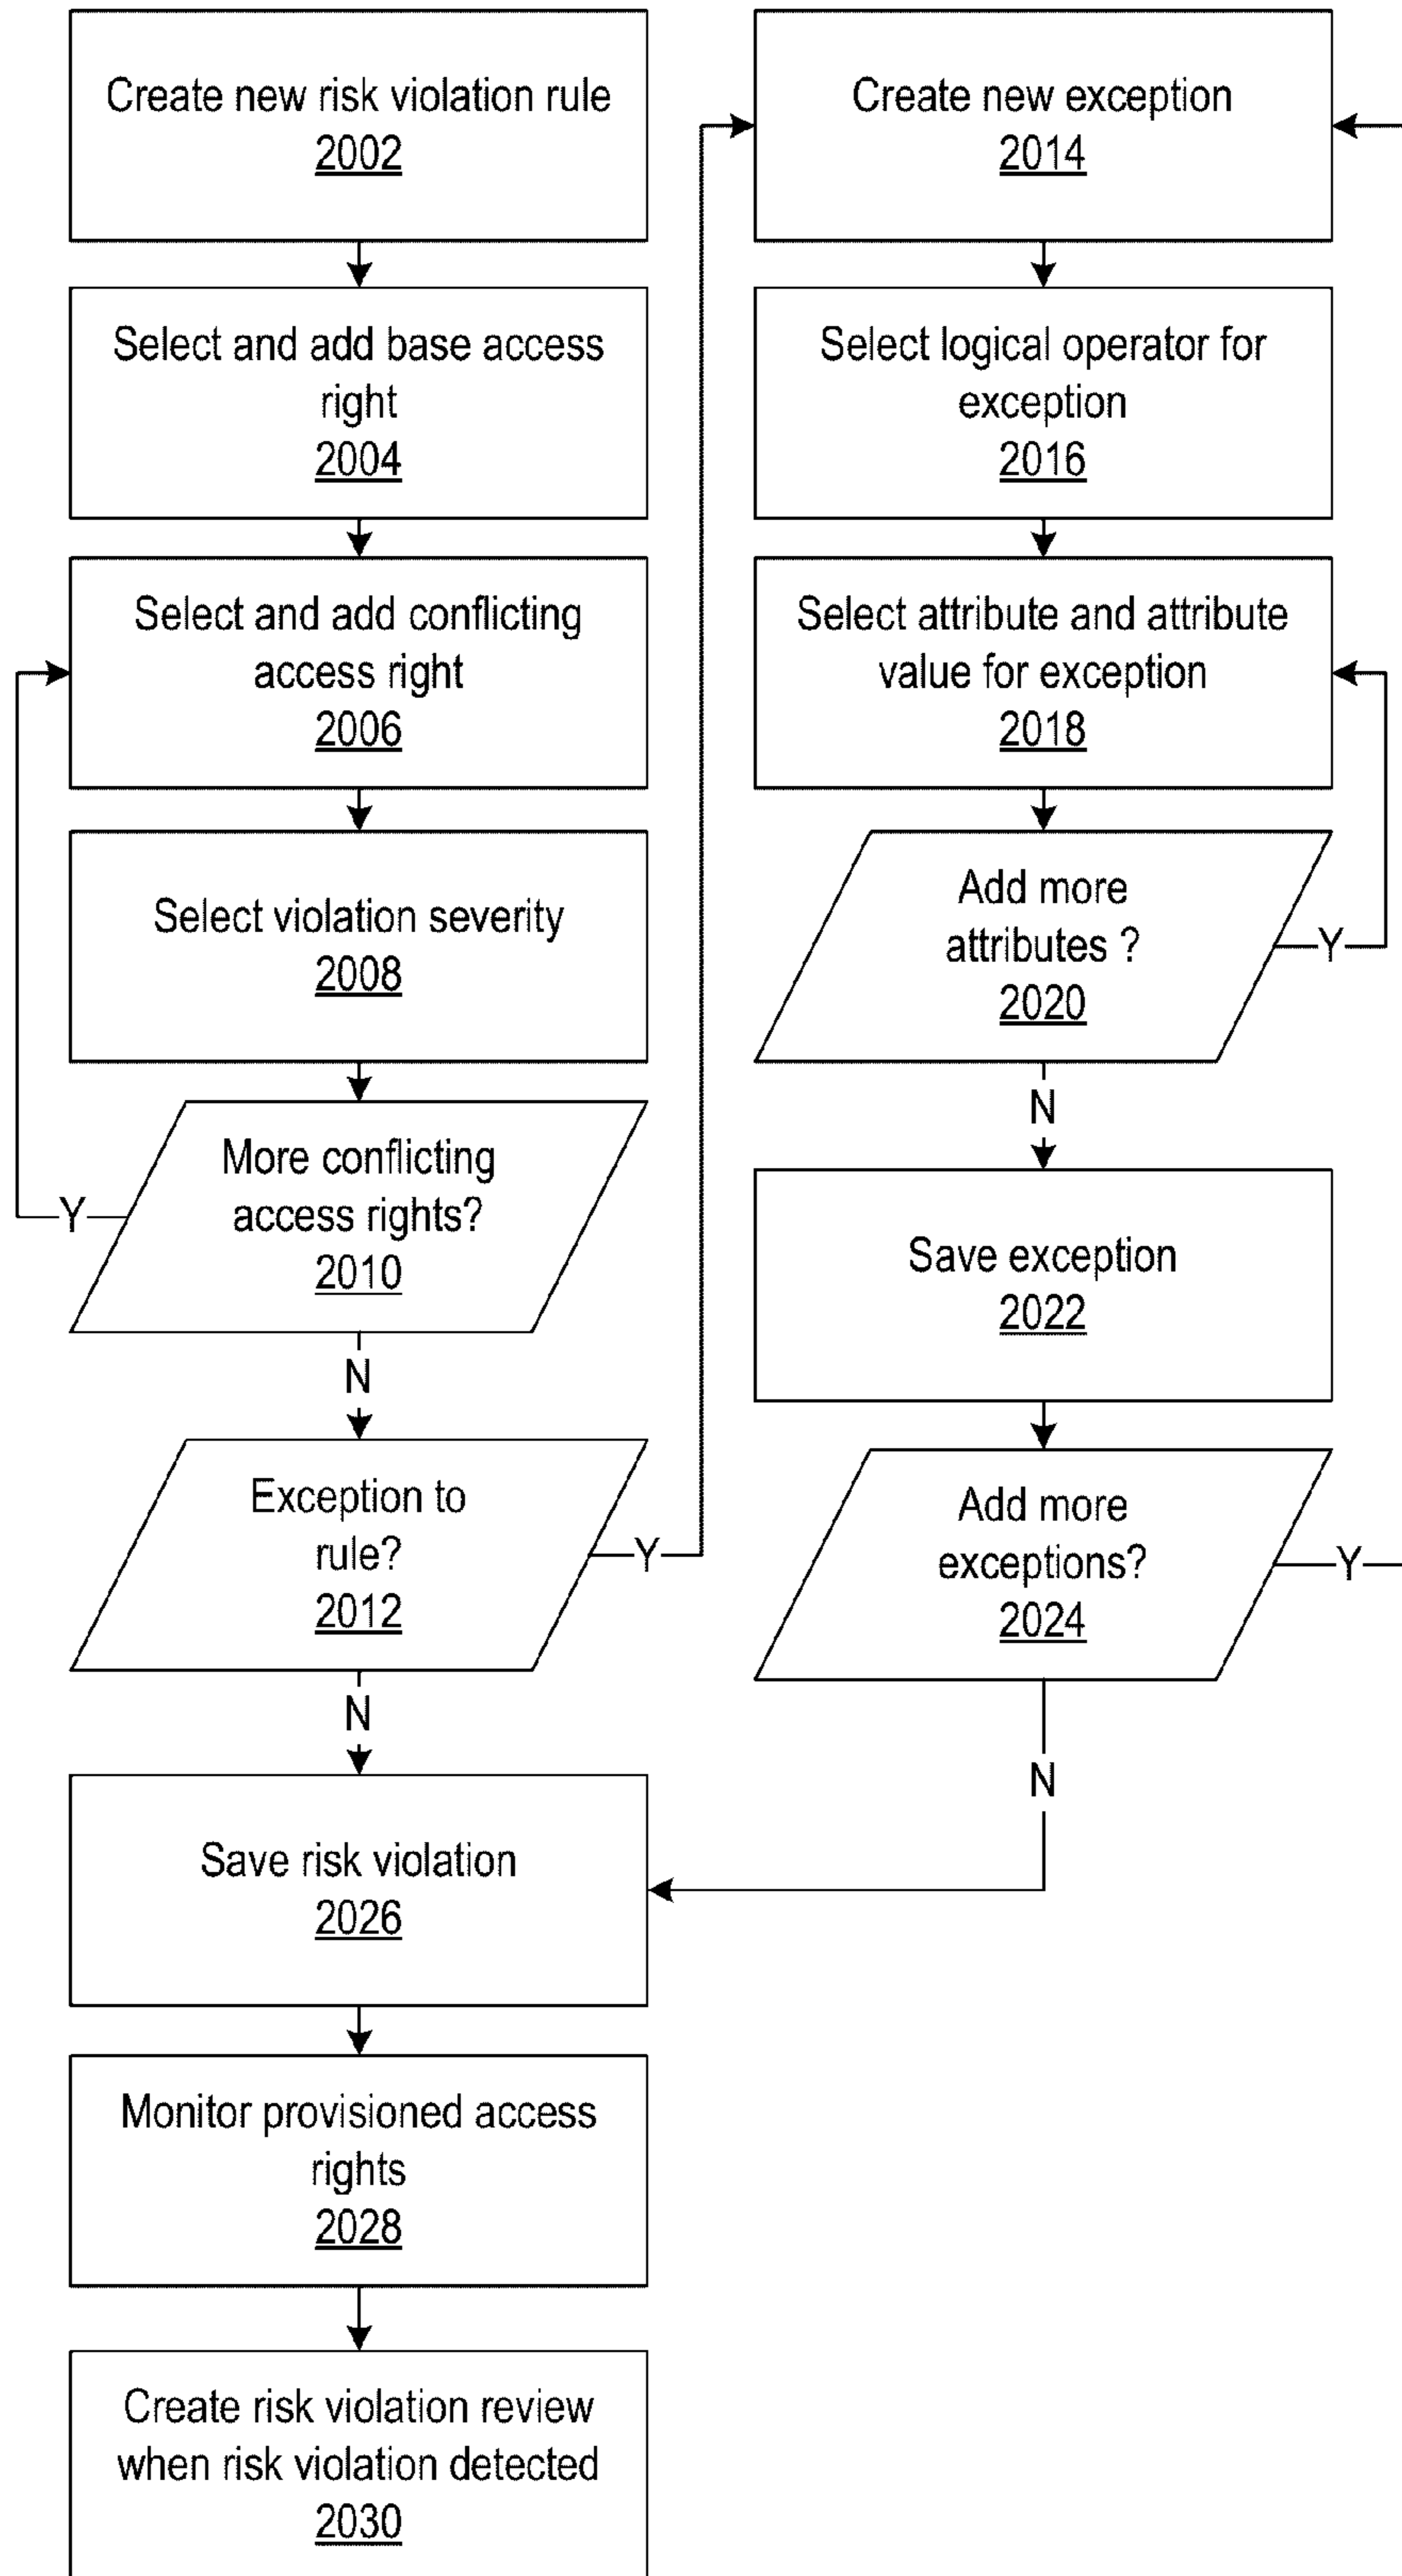 Create new risk violation rule
2002
Select and add base access
right
2004
Select and add conflicting
access right
2006
Select violation severity
2008
More conflicting
access rights?
2010
Y
N
Exception to
rule?
2012
Y
N
Save risk violation
2026
Monitor provisioned access
rights
2028
Create risk violation review
when risk violation detected
2030
Create new exception
2014
Select logical operator for
exception
2016
Select attribute and attribute
value for exception
2018
Add more
attributes ?
2020
Y
N
Save exception
2022
Add more
exceptions?
2024
Y
N